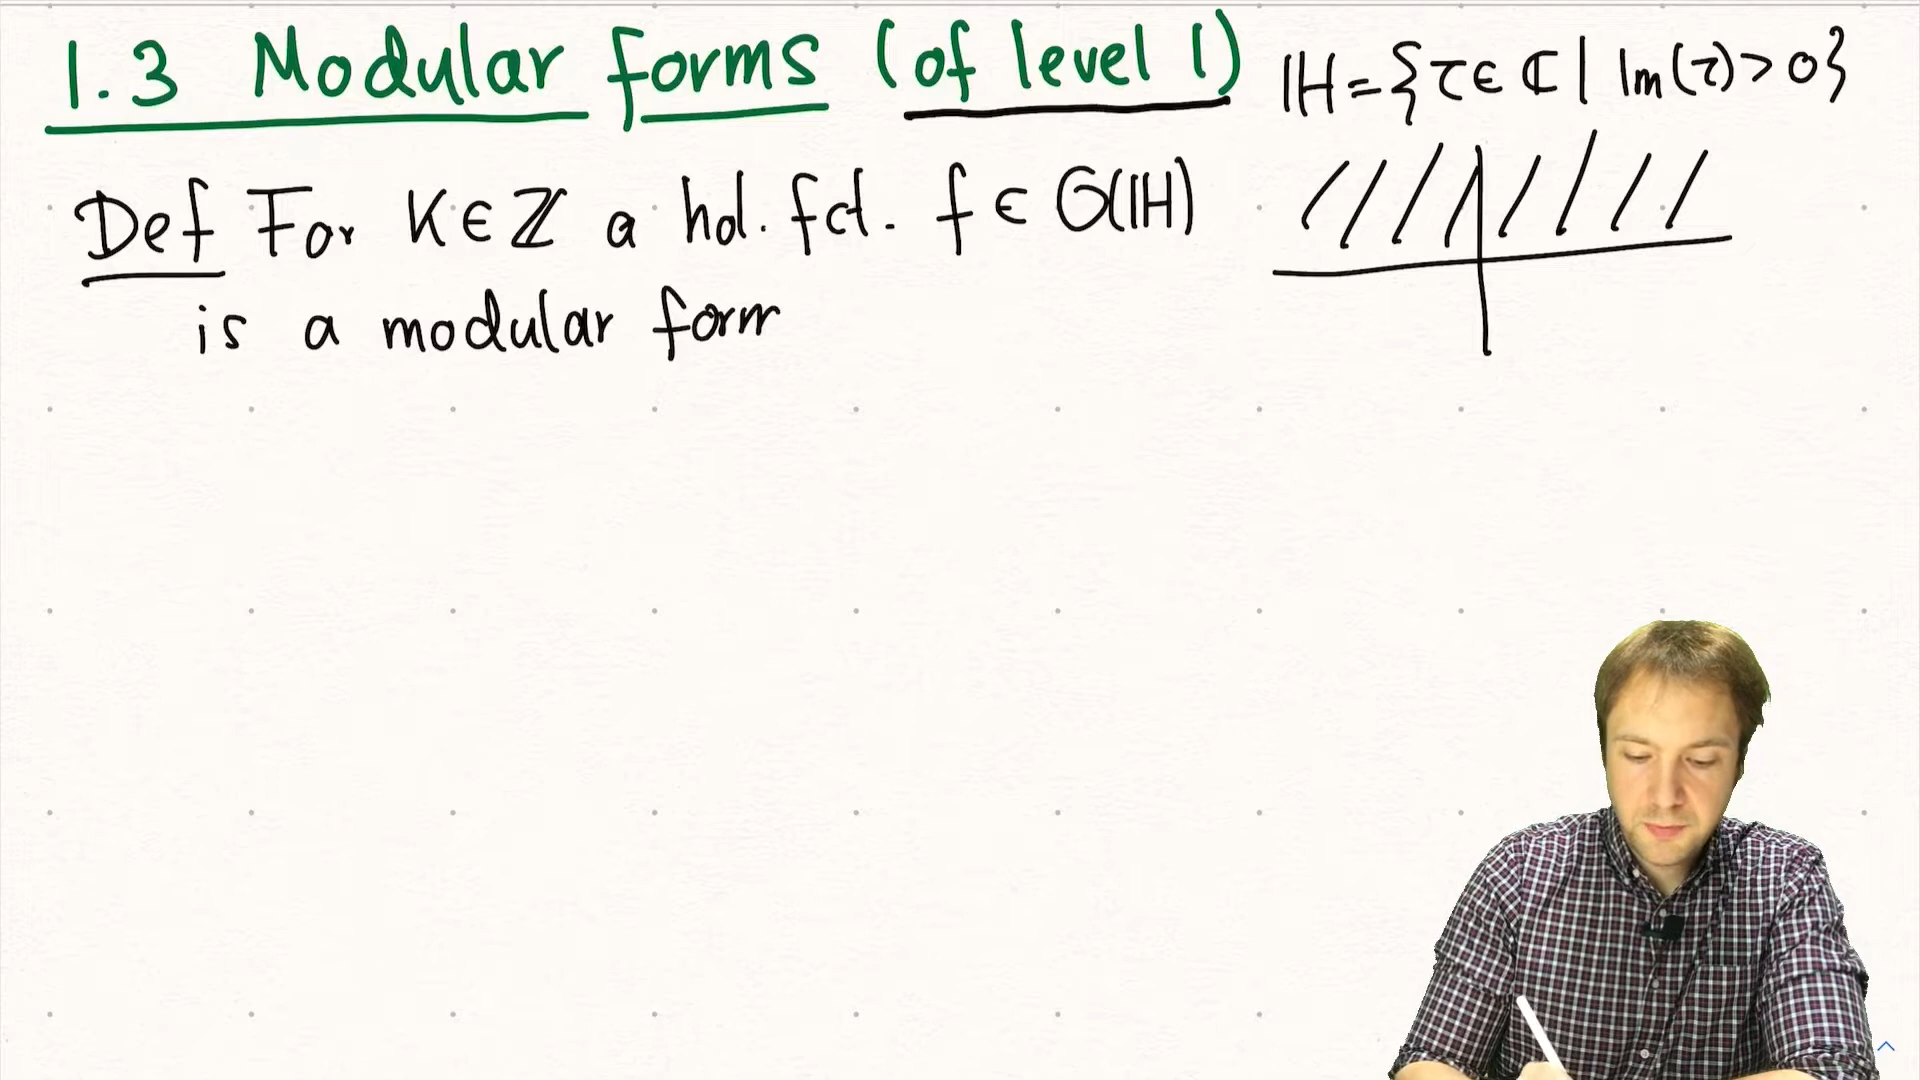 1.3 Modular forms (of level 1)
ℍ = {τ ∈ ℂ | Im(τ) > 0}
Def For K ∈ ℤ a hol. fct. f ∈ O(ℍ)
is a modular form